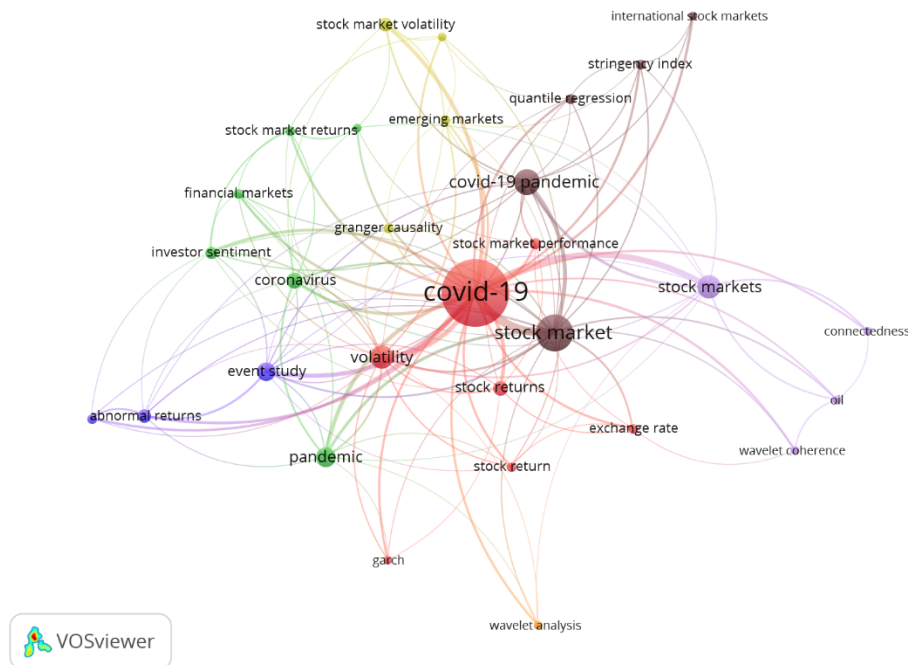 international stock markets
stock market volatility
stringency index
quantile regression
emerging markets
stock market returns
covid-19 pandemic
financial markets
granger causality
stock market performance
investor sentiment
coronavirus
stock markets
covid-19
connectedness
stock market
volatility
event study
stock returns
oil
abnormal returns
exchange rate
wavelet coherence
pandemic
stock return
garch
wavelet analysis
VOSviewer